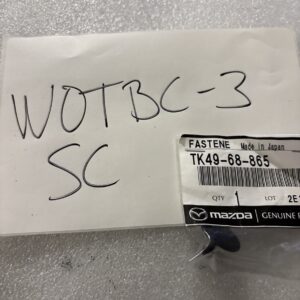 WOTBC-3
SC
FASTENE Made in Japan
TK49-68-865
QTY 1 LOT 2E
mazda GENUINE